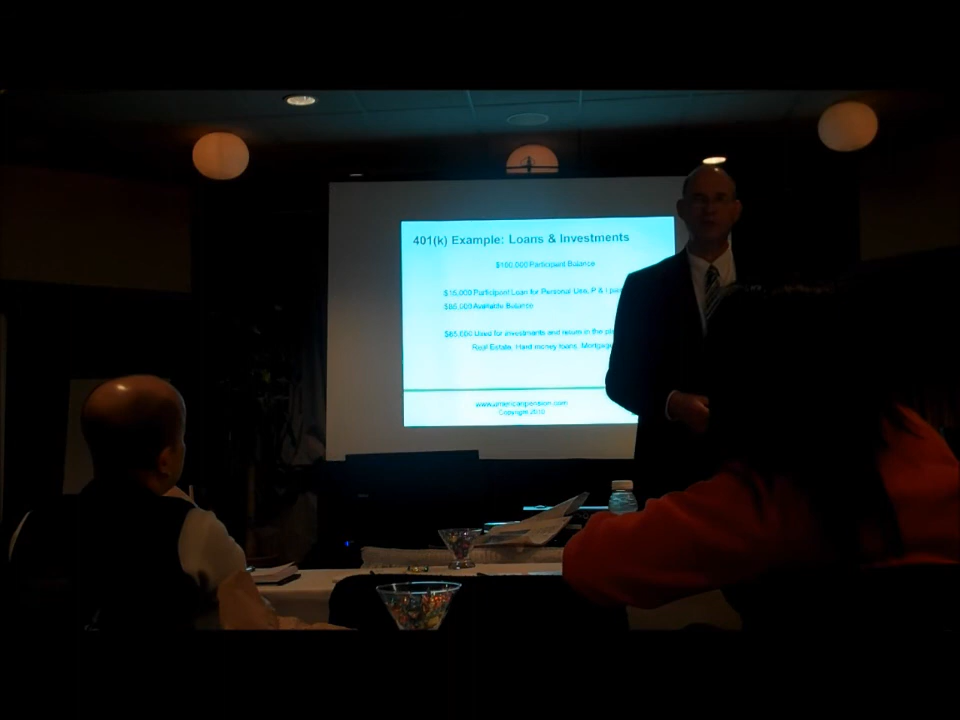 401(k) Example: Loans & Investments
$100,000 Participant Balance
$15,000 Participant Loan for Personal Use, P & I
$85,000 Available Balance
$85,000 Used for investments and return in the
Real Estate, Hard money loans,
www.americanpension.com
Copyright 2010